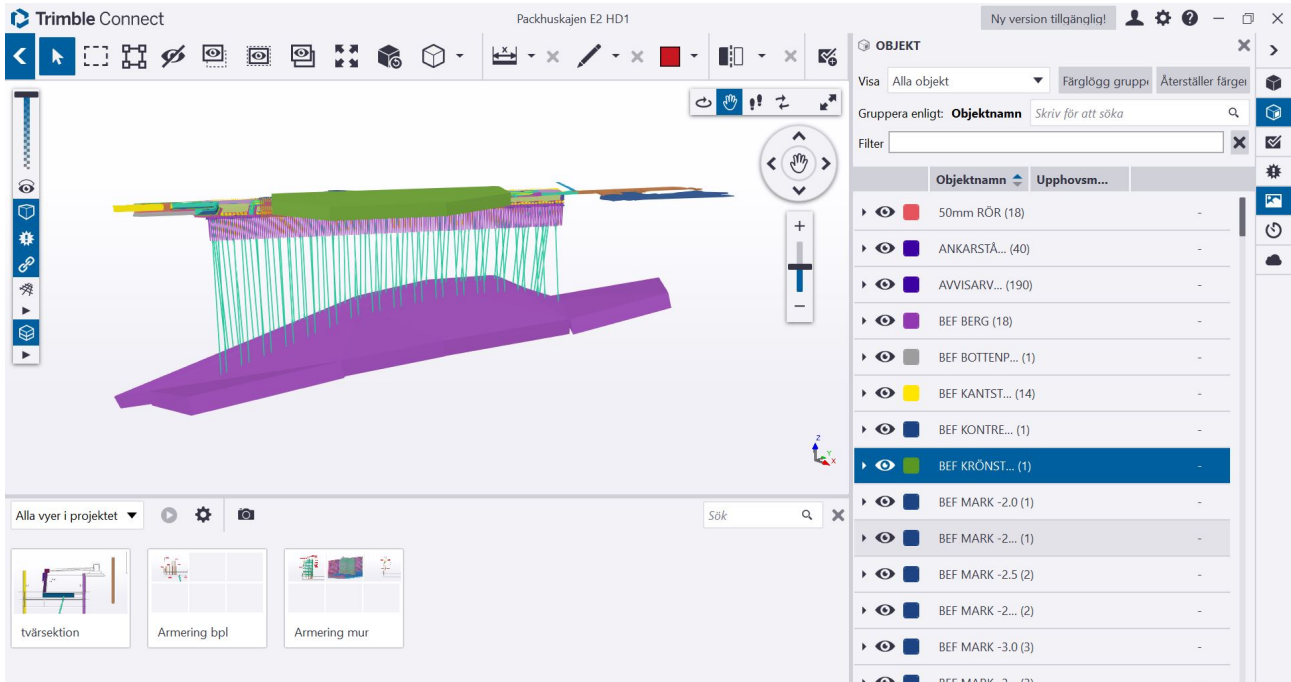 Trimble Connect
Packhuskajen E2 HD1
Ny version tillgänglig!
OBJEKT
Visa Alla objekt Färglögg gruppe Återställer färger
Gruppera enligt: Objektnamn Skriv för att söka
Filter
Objektnamn Upphovsm...
50mm RÖR (18) -
ANKARSTÅ... (40) -
AVVISARV... (190) -
BEF BERG (18) -
BEF BOTTENP... (1) -
BEF KANTST... (14) -
BEF KONTRE... (1) -
BEF KRÖNST... (1) -
BEF MARK -2.0 (1) -
BEF MARK -2... (1) -
BEF MARK -2.5 (2) -
BEF MARK -2... (2) -
BEF MARK -3.0 (3) -
z
y
x
Alla vyer i projektet
Sök
tvärsektion
Armering bpl
Armering mur